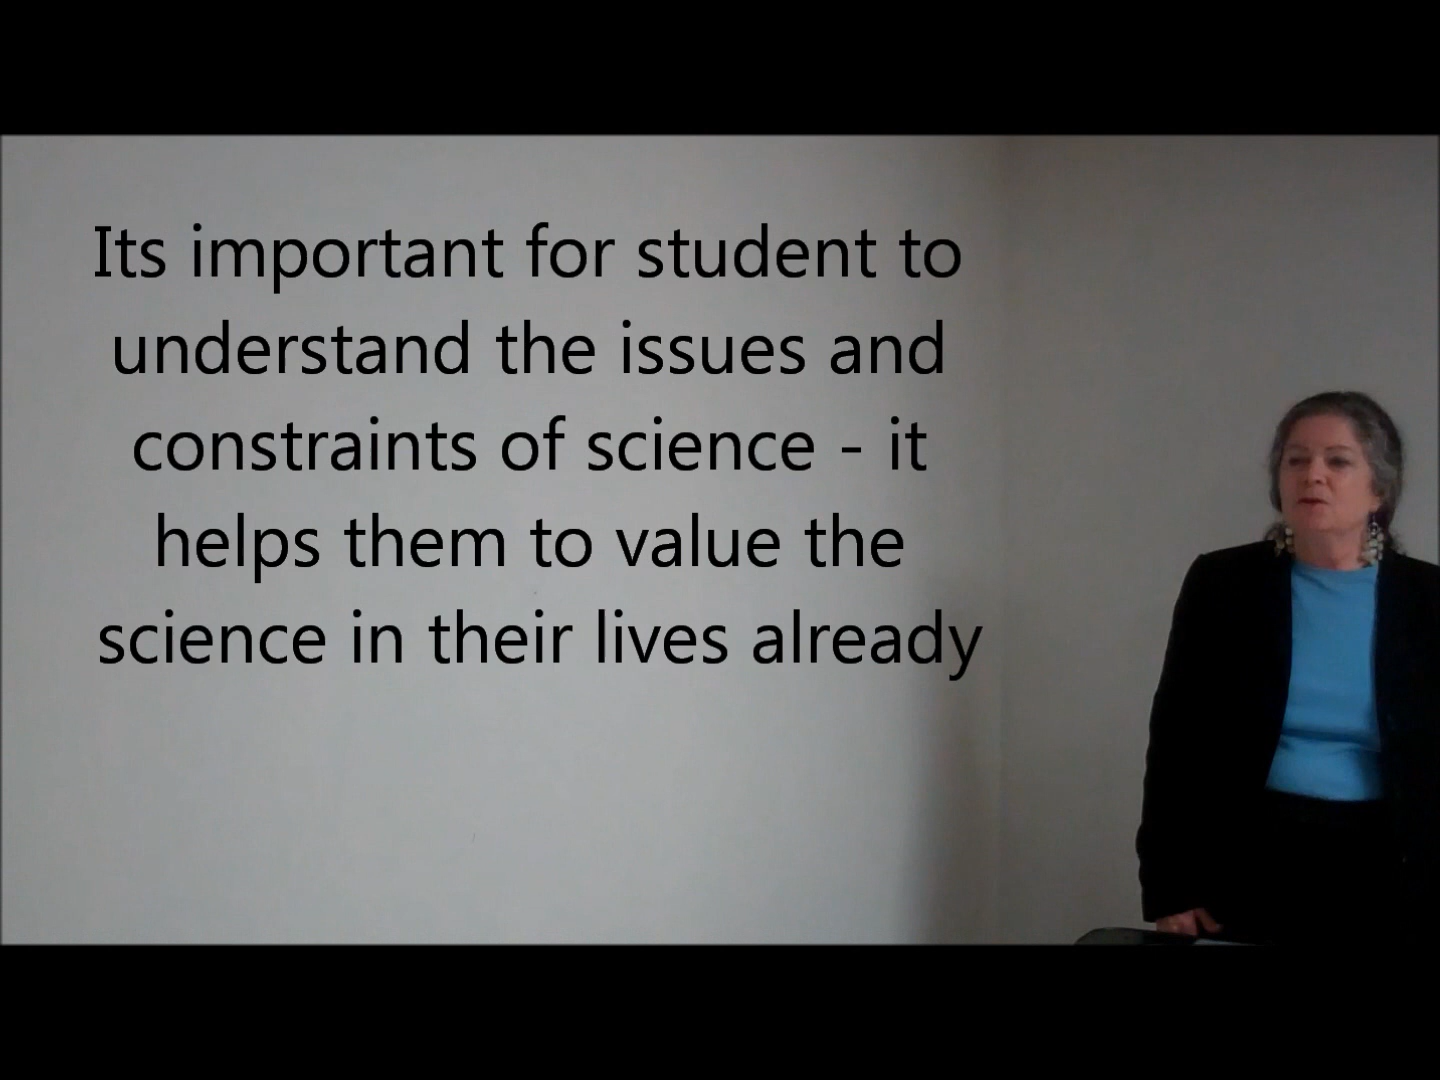 Its important for student to
understand the issues and
constraints of science - it
helps them to value the
science in their lives already